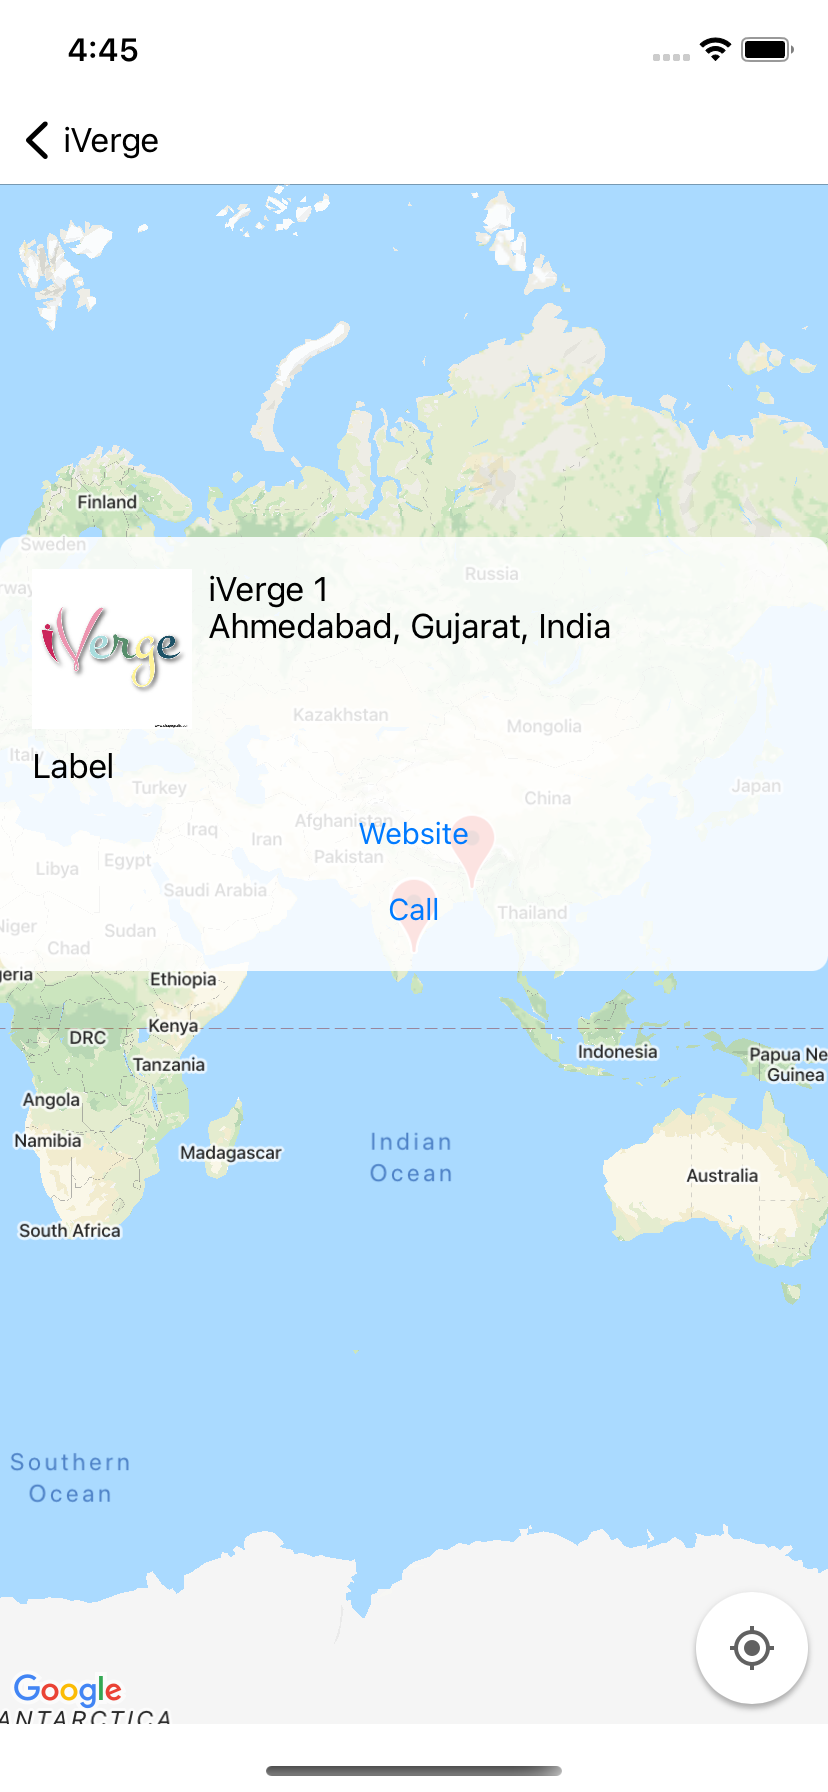 4:45
iVerge
Finland
Sweden
rway
Russia
iVerge 1
Ahmedabad, Gujarat, India
iVerge
Kazakhstan
Mongolia
Ital
Label
Turkey
Japan
China
Afghanistan
Website
Iraq
Iran
Pakistan
Libya
Egypt
Saudi Arabia
Call
Thailand
Niger
Sudan
Chad
geria
Ethiopia
Kenya
DRC
Tanzania
Indonesia
Papua Ne
Guinea
Angola
Namibia
Madagascar
Indian
Ocean
Australia
South Africa
Southern
Ocean
Google
ANTARCTICA